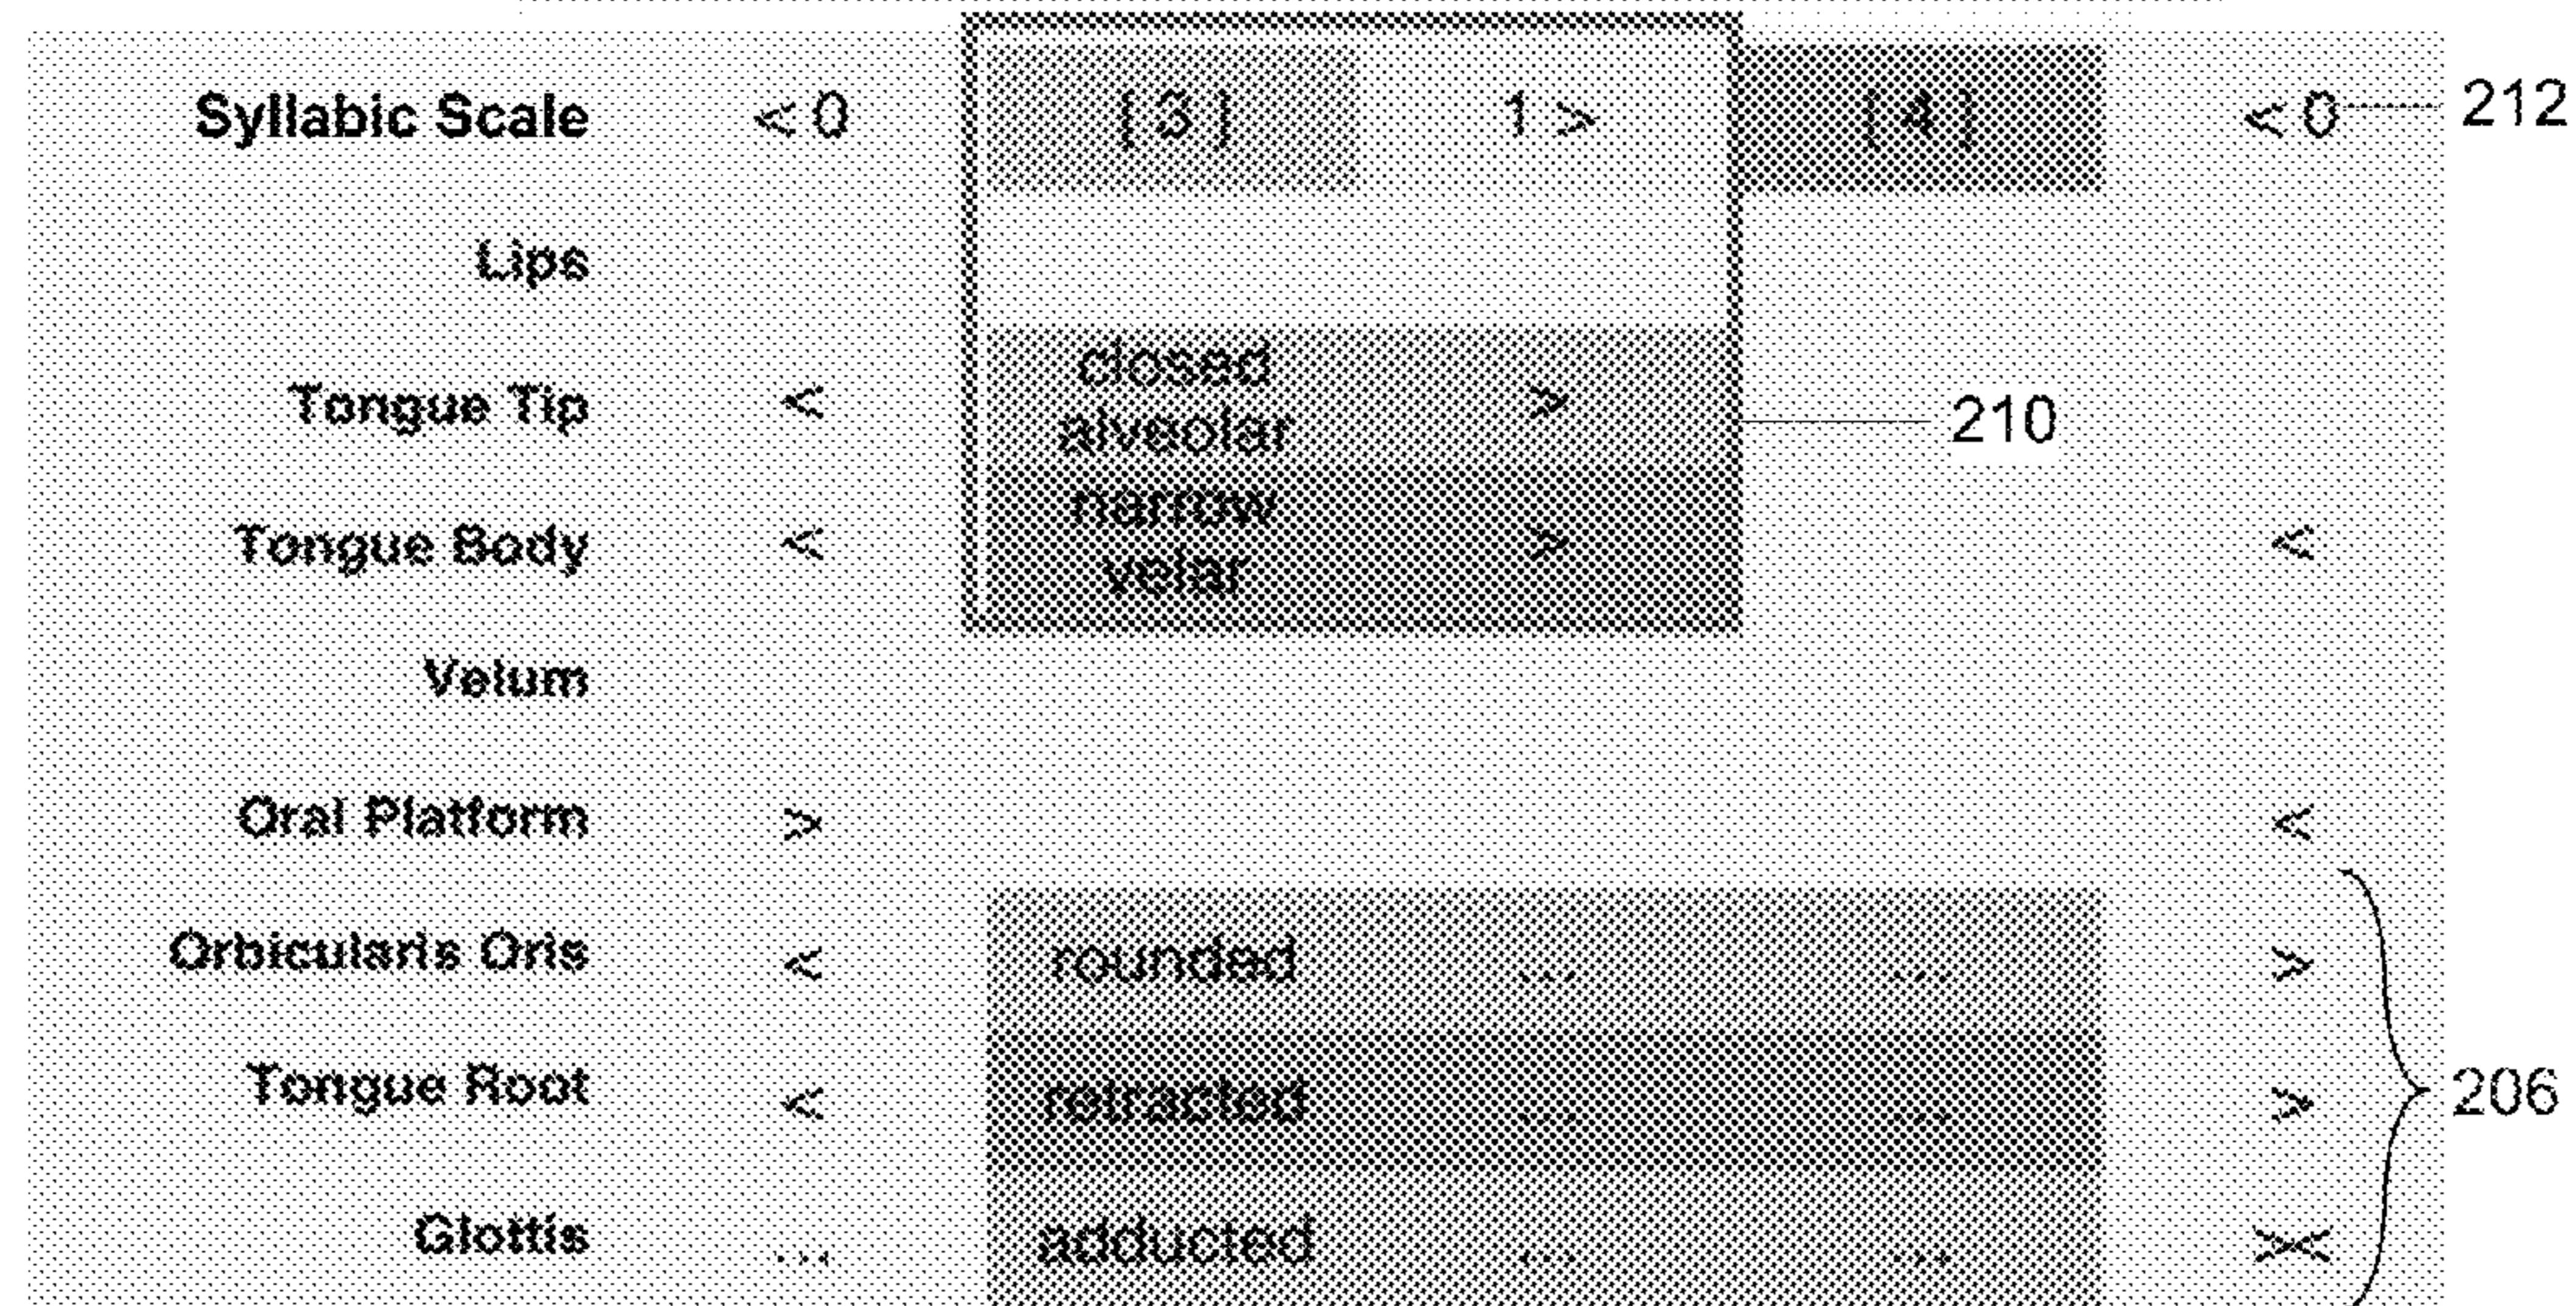 Syllabic Scale < 0 [ 3 ] 1 > [ 4 ] < 0 212
Lips
closed
Tongue Tip < alveolar > 210
narrow
Tongue Body < velar > <
Velum
Oral Platform > <
Orbicularis Oris < rounded ... ... >
Tongue Root < retracted ... ... > 206
Glottis ... adducted ... ... ><